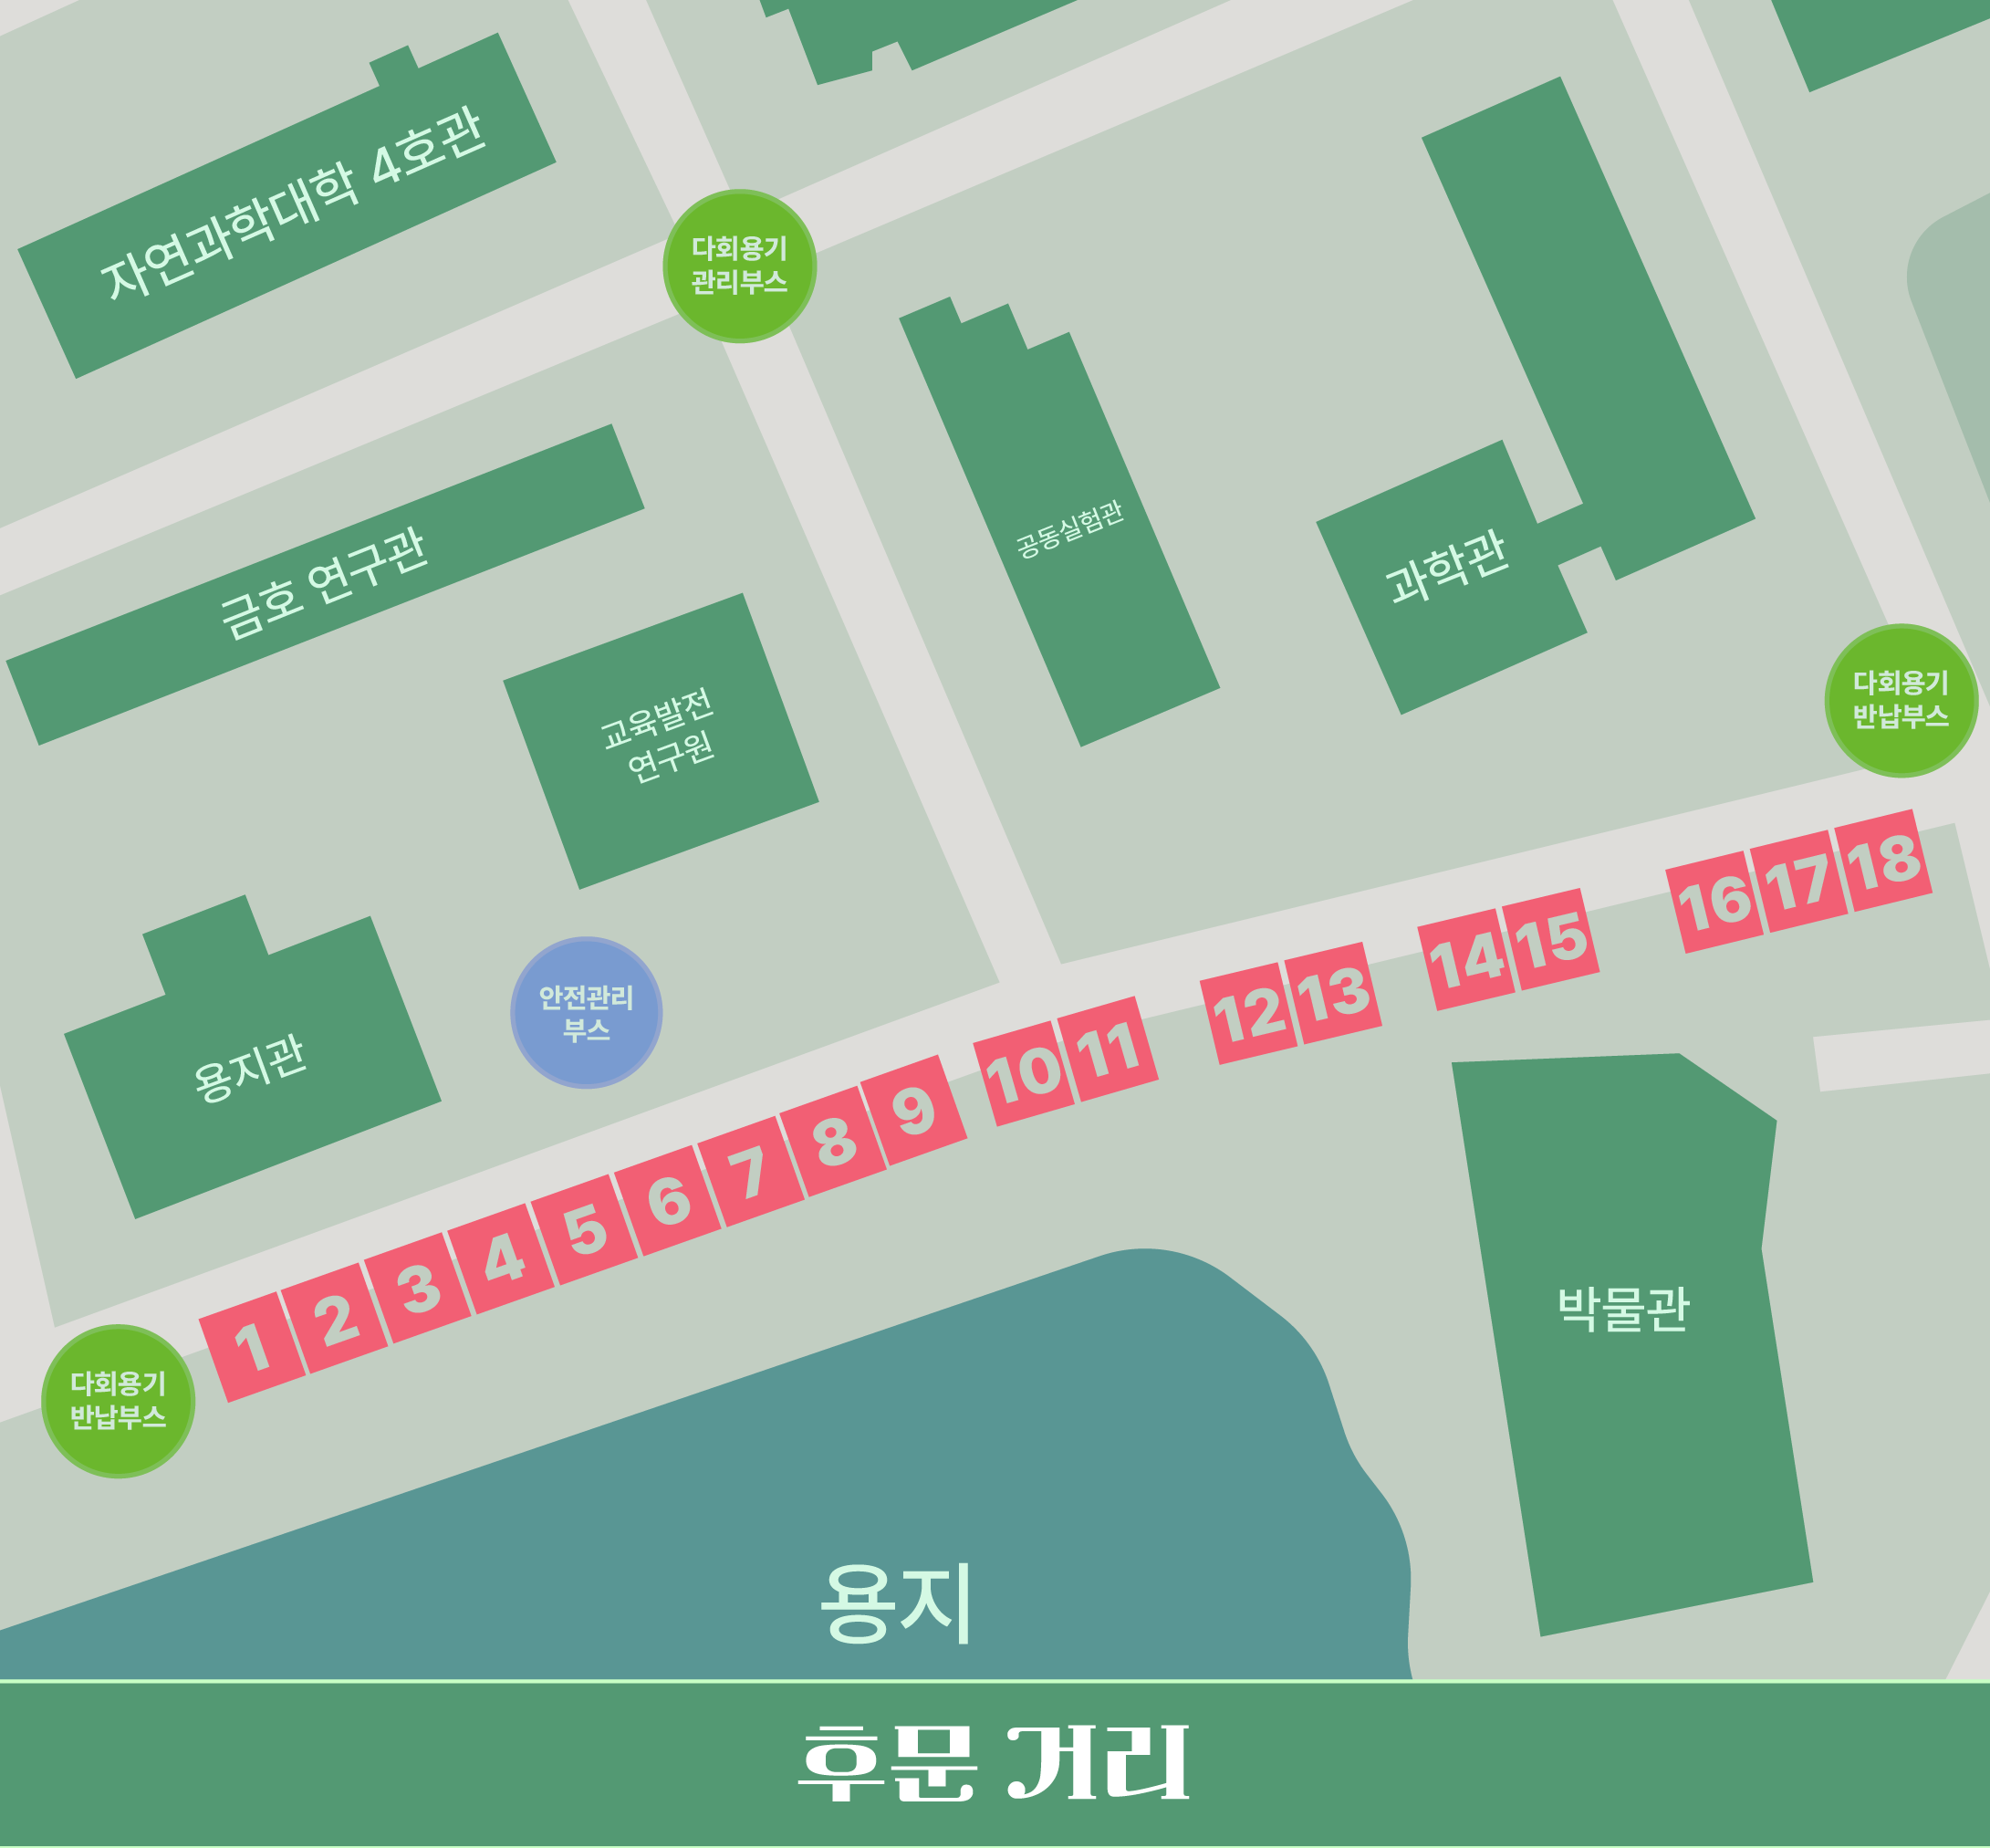 자연과학대학 4호관
다회용기
관리부스
금호 연구관
공동실험관
과학관
교육발전
연구원
다회용기
반납부스
용지관
안전관리
부스
1
2
3
4
5
6
7
8
9
10
11
12
13
14
15
16
17
18
다회용기
반납부스
박물관
용지
후문 거리